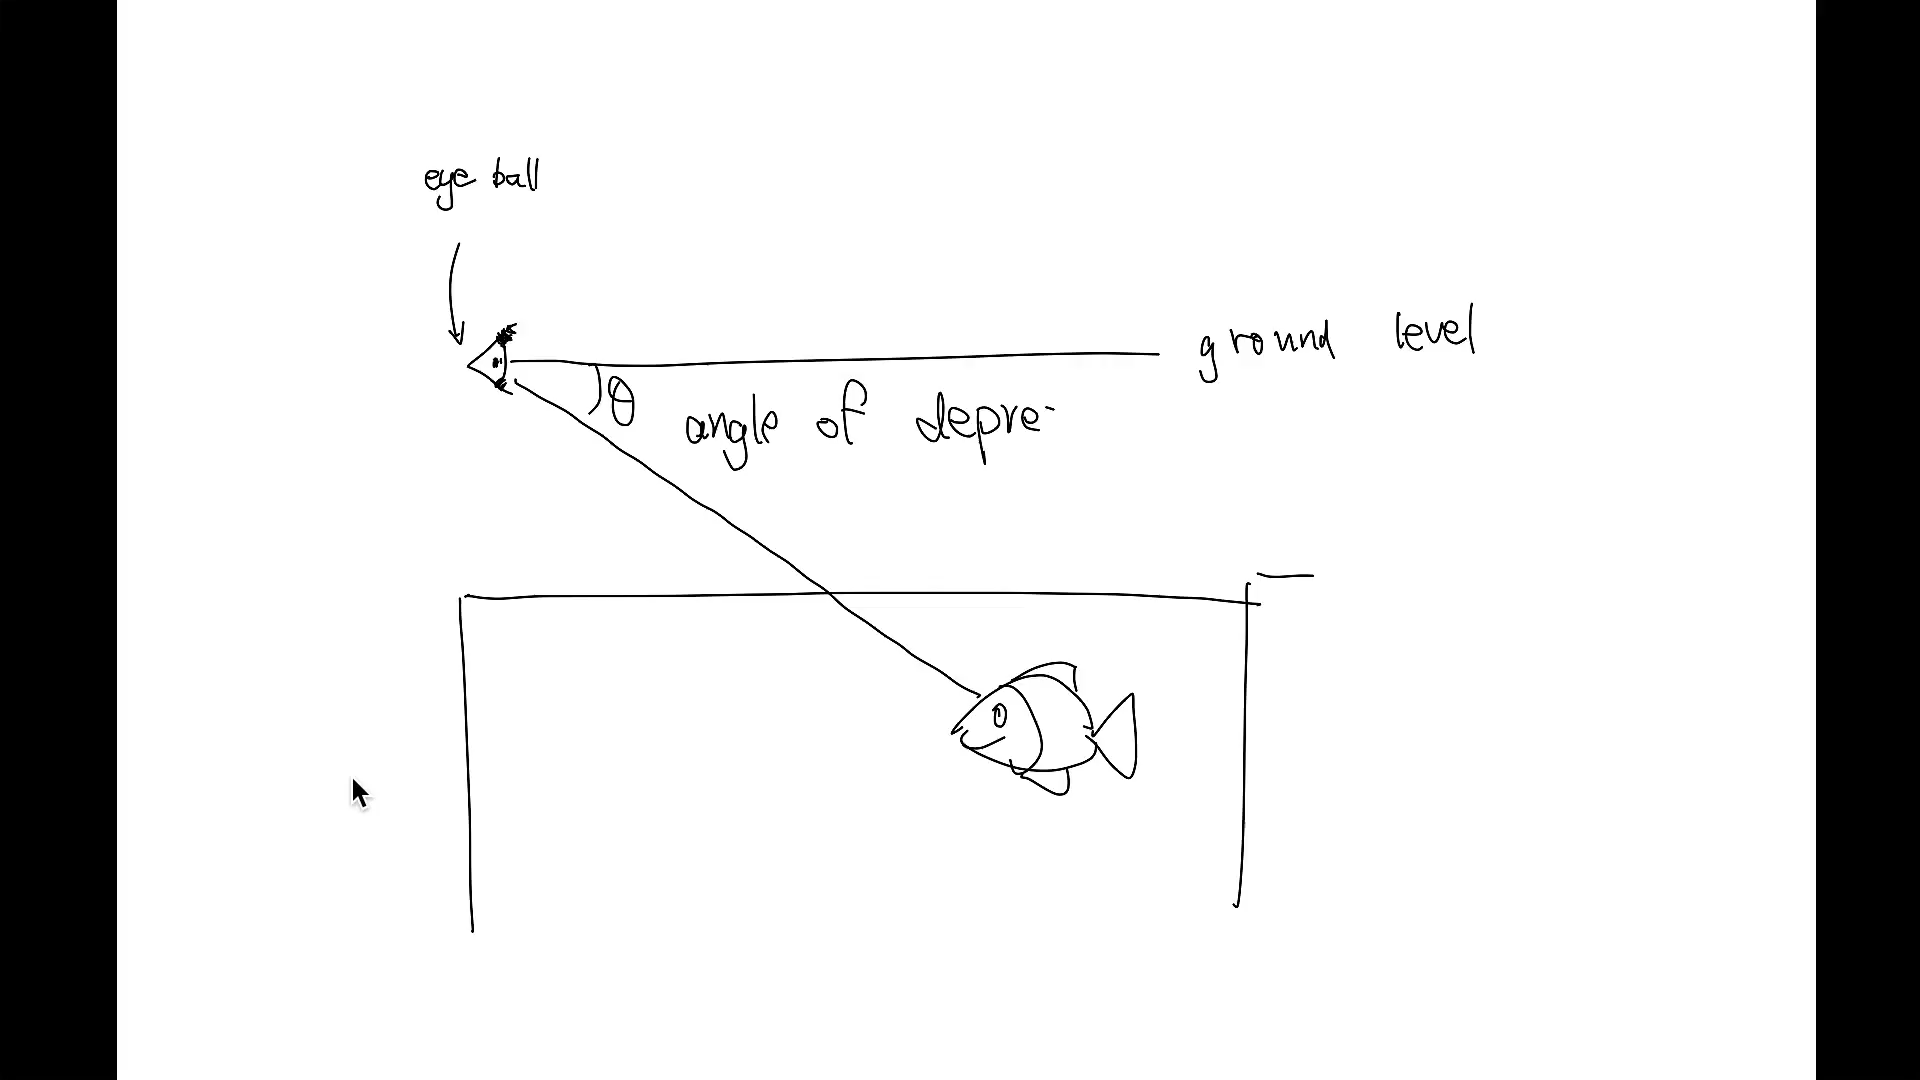 eye ball
ground level
θ angle of depre-